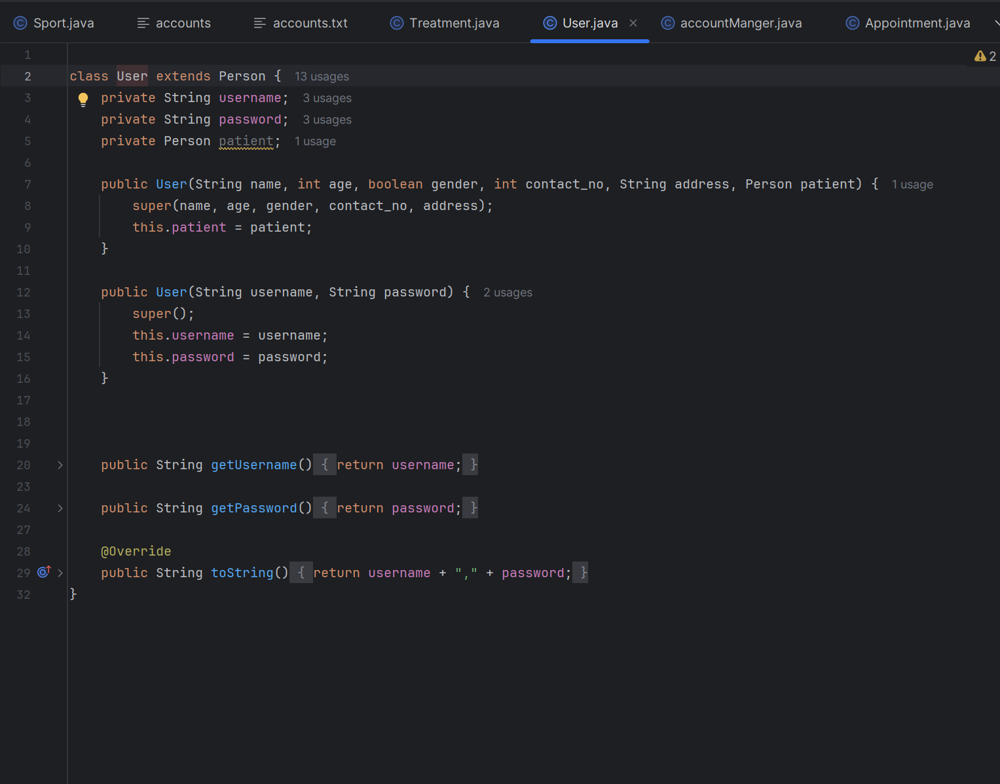 Sport.java accounts accounts.txt Treatment.java User.java accountManger.java Appointment.java
1
2
2 class User extends Person { 13 usages
3 private String username; 3 usages
4 private String password; 3 usages
5 private Person patient; 1 usage
6
7 public User(String name, int age, boolean gender, int contact_no, String address, Person patient) { 1 usage
8 super(name, age, gender, contact_no, address);
9 this.patient = patient;
10 }
11
12 public User(String username, String password) { 2 usages
13 super();
14 this.username = username;
15 this.password = password;
16 }
17
18
19
20 public String getUsername() { return username; }
23
24 public String getPassword() { return password; }
27
28 @Override
29 public String toString() { return username + "," + password; }
32 }